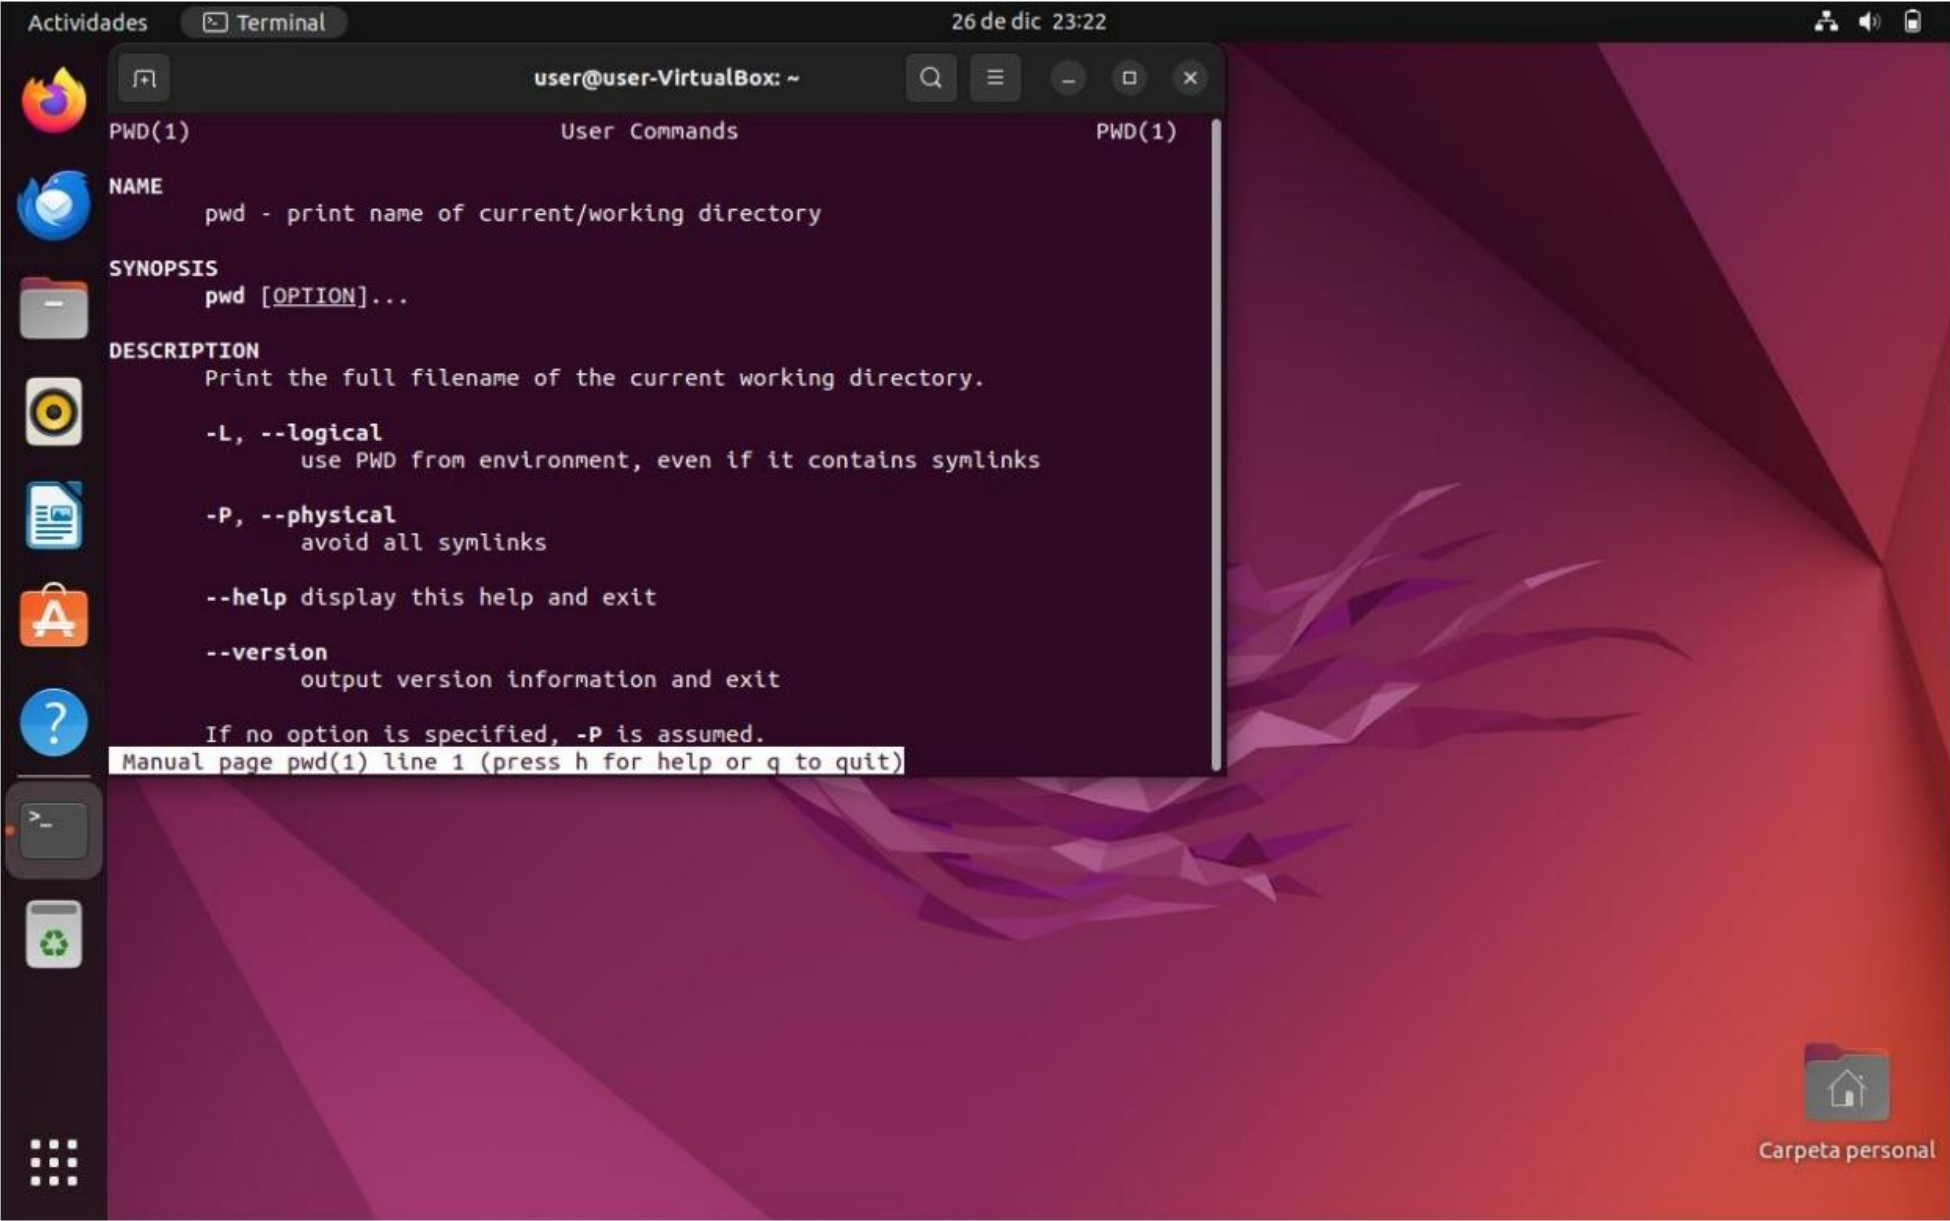 Actividades Terminal 26 de dic 23:22
user@user-VirtualBox: ~
PWD(1) User Commands PWD(1)
NAME
pwd - print name of current/working directory
SYNOPSIS
pwd [OPTION]...
DESCRIPTION
Print the full filename of the current working directory.
-L, --logical
use PWD from environment, even if it contains symlinks
-P, --physical
avoid all symlinks
--help display this help and exit
--version
output version information and exit
If no option is specified, -P is assumed.
Manual page pwd(1) line 1 (press h for help or q to quit)
Carpeta personal